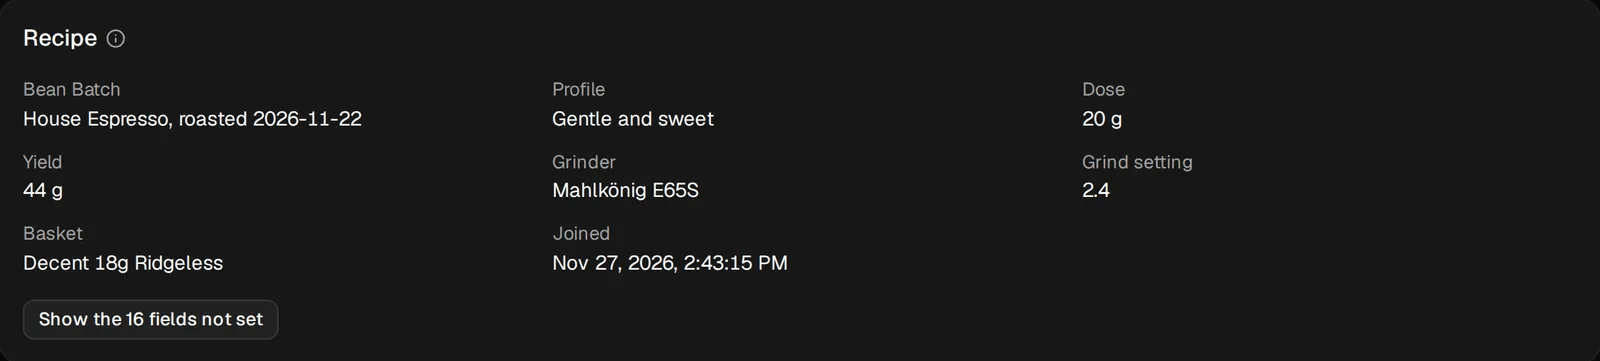 Recipe
Bean Batch
House Espresso, roasted 2026-11-22
Profile
Gentle and sweet
Dose
20 g
Yield
44 g
Grinder
Mahlkönig E65S
Grind setting
2.4
Basket
Decent 18g Ridgeless
Joined
Nov 27, 2026, 2:43:15 PM
Show the 16 fields not set